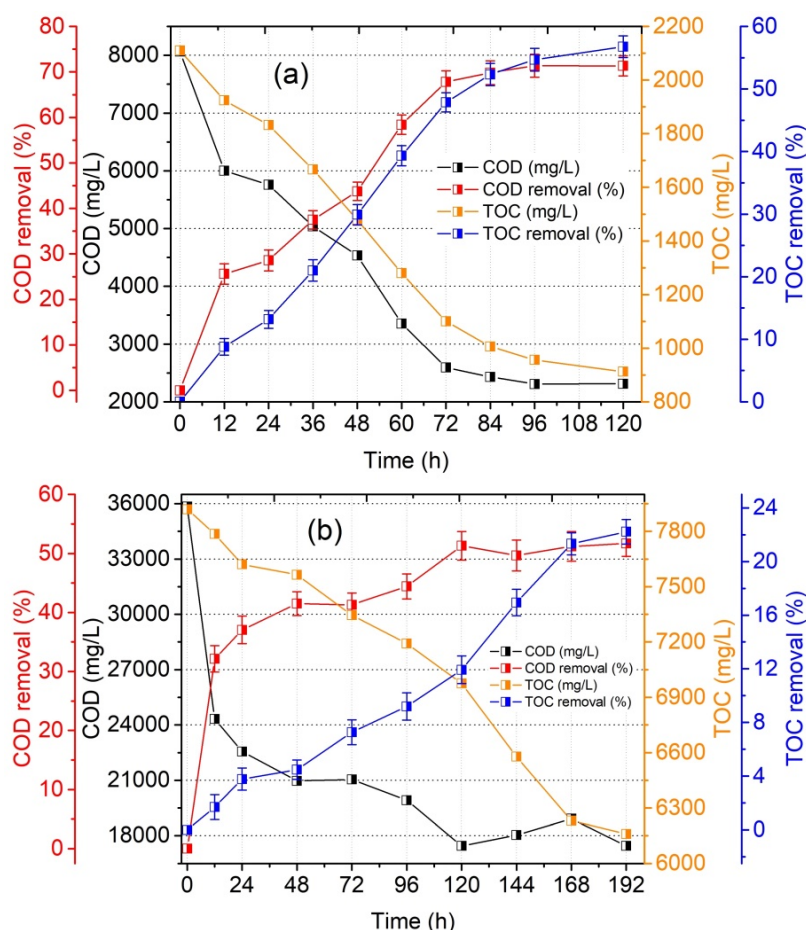 (a)
COD removal (%)
0
10
20
30
40
50
60
70
80
COD (mg/L)
2000
3000
4000
5000
6000
7000
8000
COD (mg/L)
COD removal (%)
TOC (mg/L)
TOC removal (%)
TOC (mg/L)
800
1000
1200
1400
1600
1800
2000
2200
TOC removal (%)
0
10
20
30
40
50
60
0 12 24 36 48 60 72 84 96 108 120
Time (h)
(b)
COD removal (%)
0
10
20
30
40
50
60
COD (mg/L)
18000
21000
24000
27000
30000
33000
36000
COD (mg/L)
COD removal (%)
TOC (mg/L)
TOC removal (%)
TOC (mg/L)
6000
6300
6600
6900
7200
7500
7800
TOC removal (%)
0
4
8
12
16
20
24
0 24 48 72 96 120 144 168 192
Time (h)